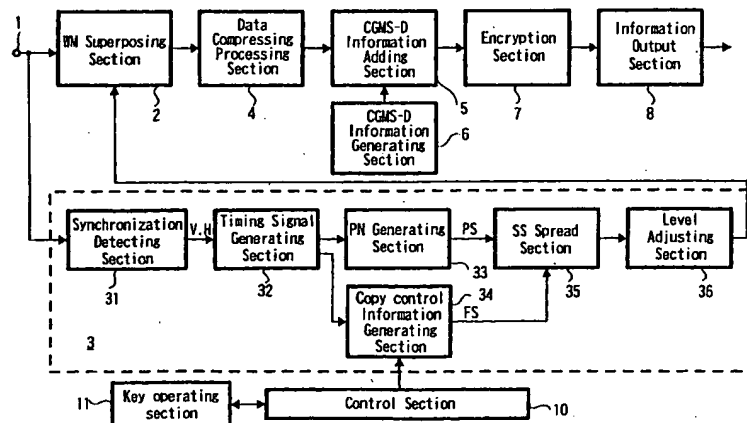 1
WM Superposing
Section
2
Data
Compressing
Processing
Section
4
CGMS-D
Information
Adding
Section
5
Encryption
Section
7
Information
Output
Section
8
CGMS-D
Information
Generating
Section
6
Synchronization
Detecting
Section
31
V.H
Timing Signal
Generating
Section
32
PN Generating
Section
33
PS
SS Spread
Section
35
Level
Adjusting
Section
36
Copy control
Information
Generating
Section
34
FS
3
11
Key operating
section
Control Section
10